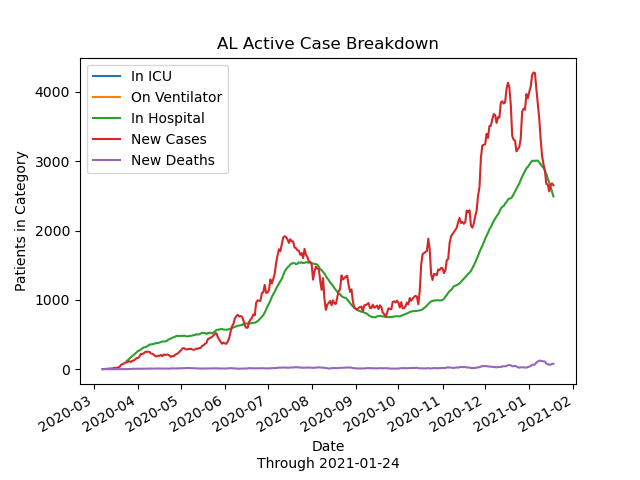 AL Active Case Breakdown
In ICU
On Ventilator
In Hospital
New Cases
New Deaths
Patients in Category
4000
3000
2000
1000
0
2020-03
2020-04
2020-05
2020-06
2020-07
2020-08
2020-09
2020-10
2020-11
2020-12
2021-01
2021-02
Date
Through 2021-01-24